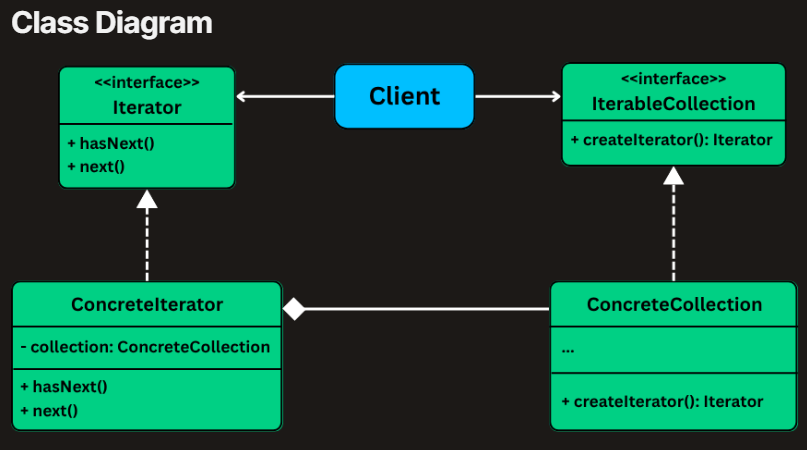 Class Diagram
<<interface>>
Iterator
+ hasNext()
+ next()
Client
<<interface>>
IterableCollection
+ createIterator(): Iterator
ConcreteIterator
- collection: ConcreteCollection
+ hasNext()
+ next()
ConcreteCollection
...
+ createIterator(): Iterator